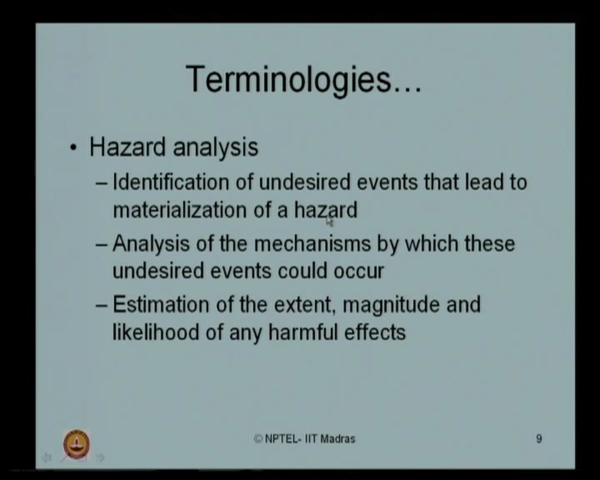 Terminologies...
• Hazard analysis
– Identification of undesired events that lead to
materialization of a hazard
– Analysis of the mechanisms by which these
undesired events could occur
– Estimation of the extent, magnitude and
likelihood of any harmful effects
© NPTEL- IIT Madras
9